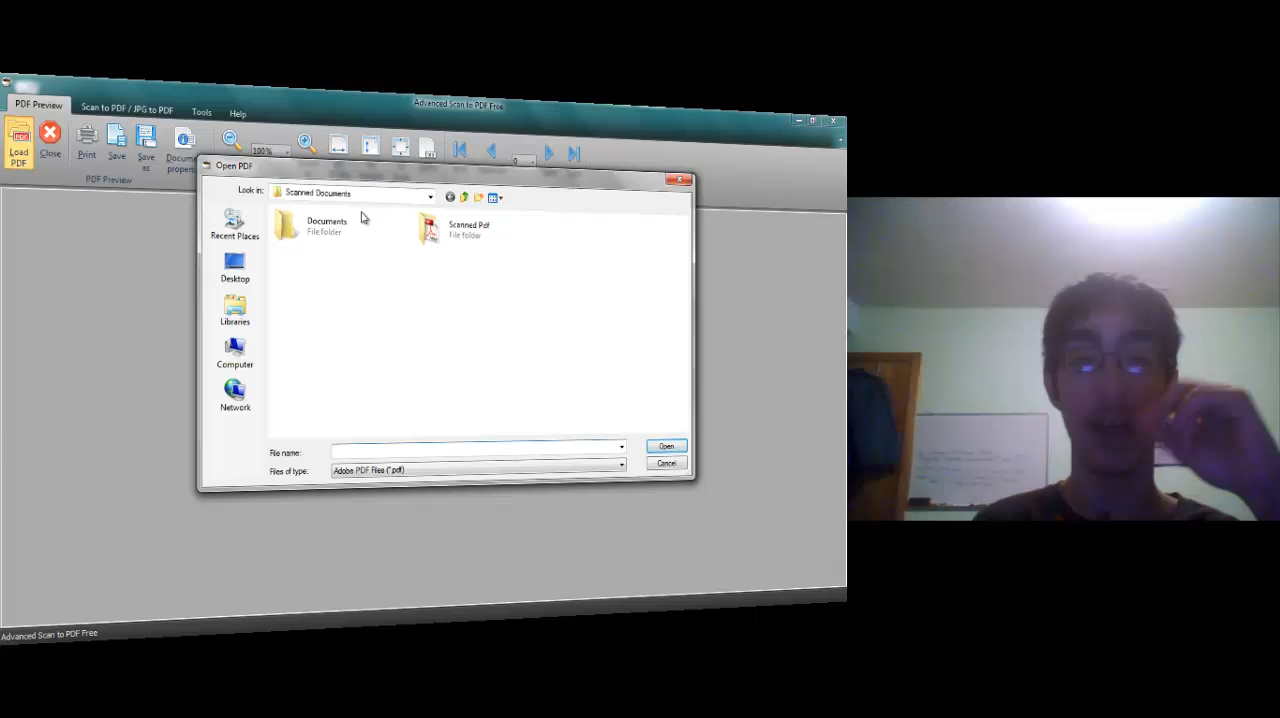 Advanced Scan to PDF Free
PDF Preview
Scan to PDF / JPG to PDF
Tools
Help
Load PDF
Close
Print
Save
Save as
Docum
propert
100%
0
PDF Preview
Open PDF
Look in:
Scanned Documents
Recent Places
Desktop
Libraries
Computer
Network
Documents
File folder
Scanned Pdf
File folder
File name:
Open
Files of type:
Adobe PDF Files (*.pdf)
Cancel
Advanced Scan to PDF Free